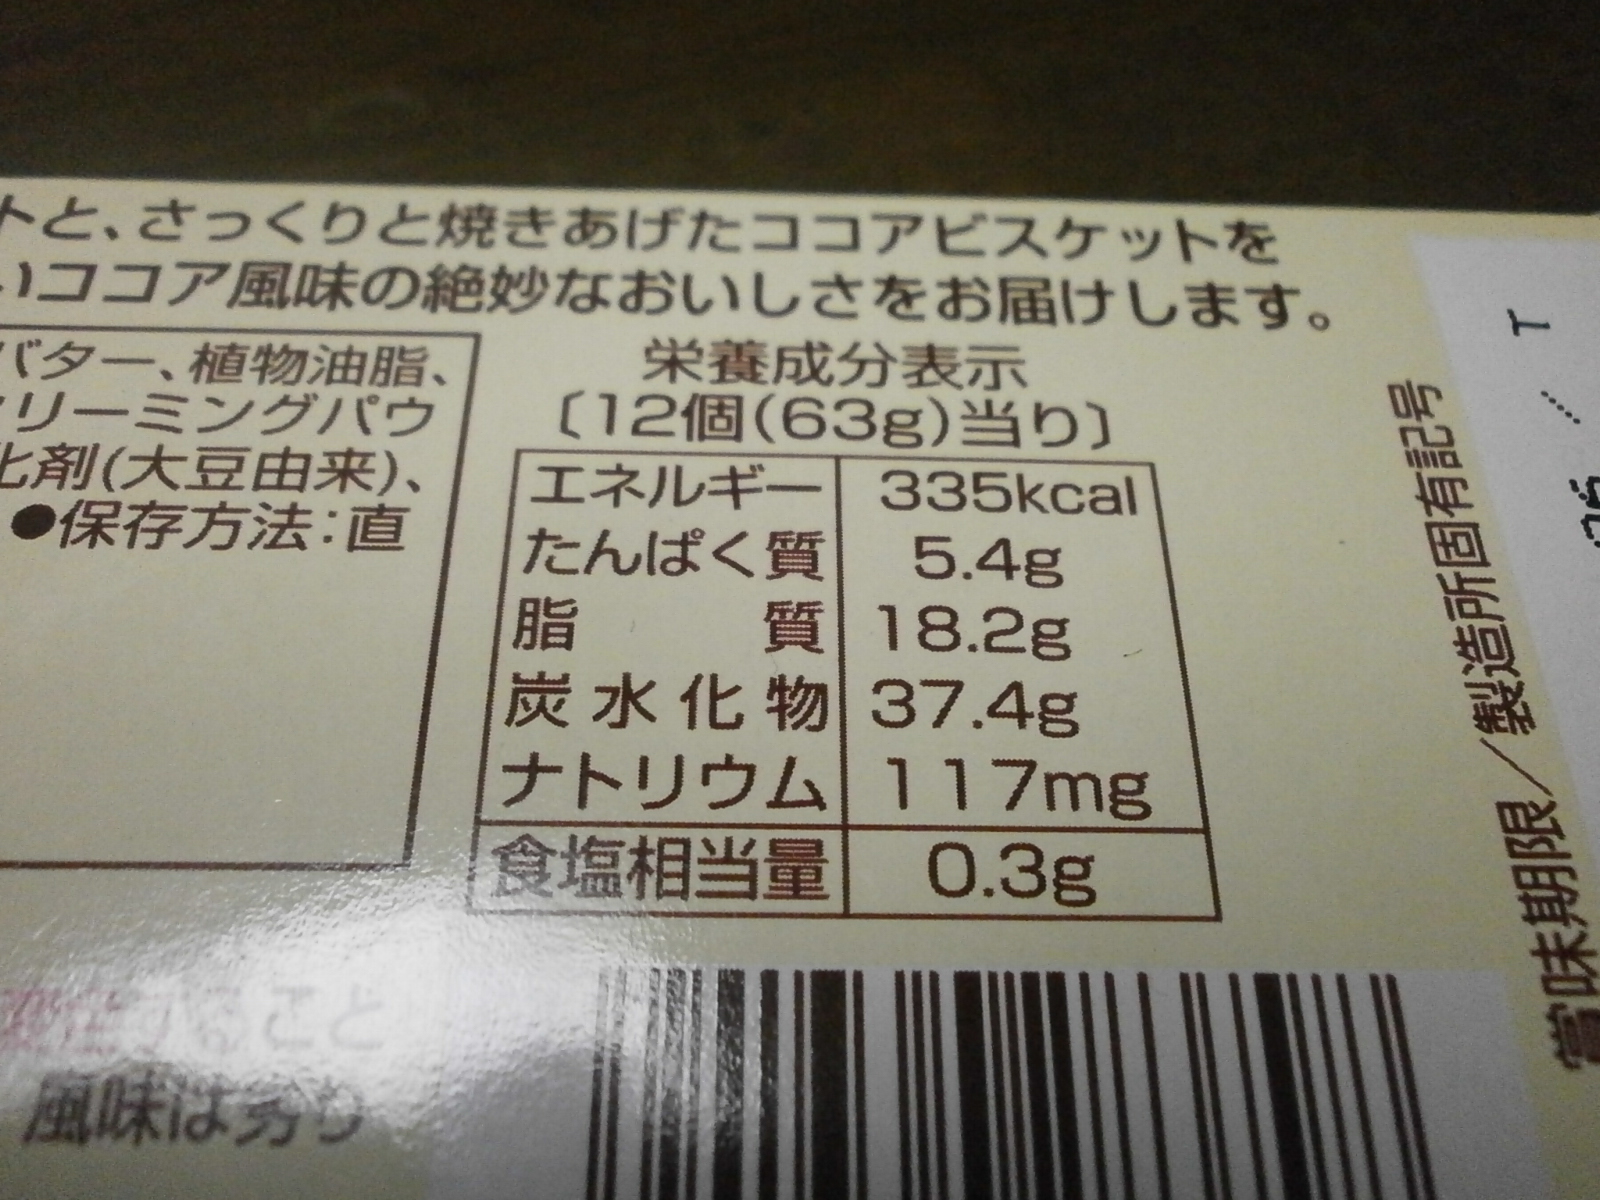 トと、さっくりと焼きあげたココアビスケットを
いココア風味の絶妙なおいしさをお届けします。
バター、植物油脂、
クリーミングパウ
化剤(大豆由来)、
●保存方法:直
栄養成分表示
〔12個(63g)当り〕
エネルギー 335kcal
たんぱく質 5.4g
脂質 18.2g
炭水化物 37.4g
ナトリウム 117mg
食塩相当量 0.3g
こと
風味は劣り
賞味期限/製造所固有記号
T